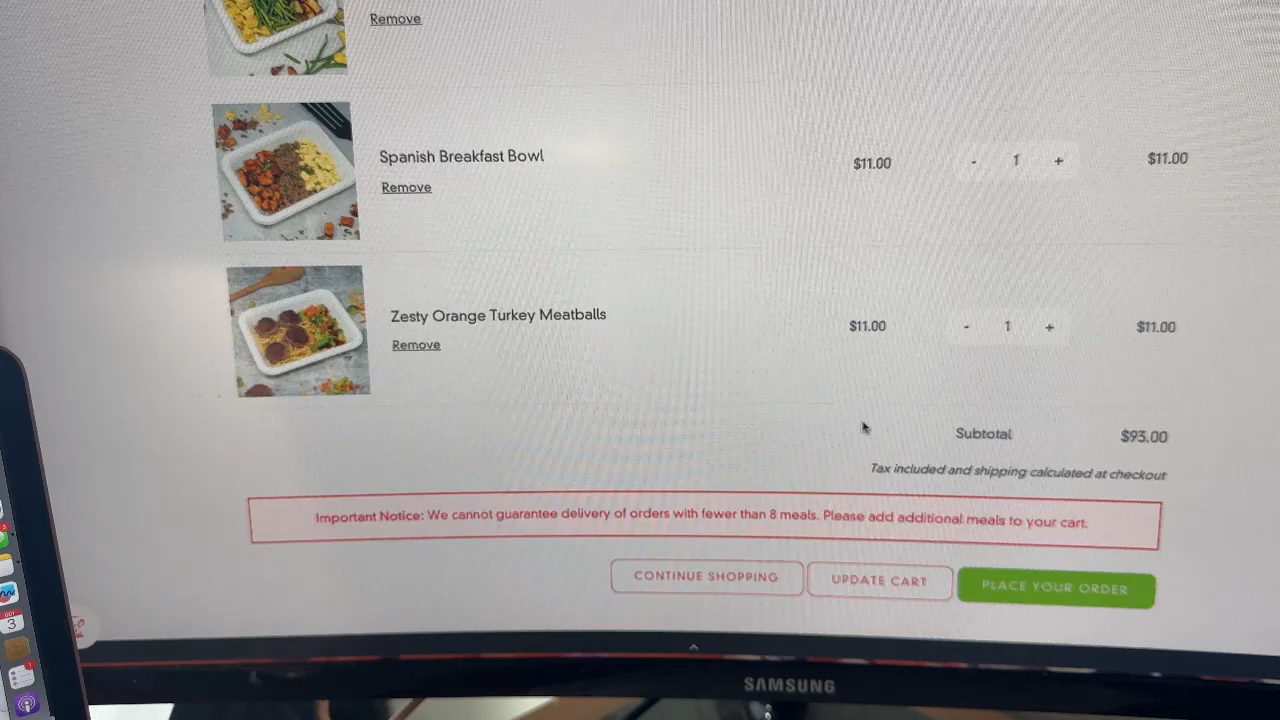 Remove
Spanish Breakfast Bowl
Remove
$11.00
- 1 +
$11.00
Zesty Orange Turkey Meatballs
Remove
$11.00
- 1 +
$11.00
Subtotal
$93.00
Tax included and shipping calculated at checkout
Important Notice: We cannot guarantee delivery of orders with fewer than 8 meals. Please add additional meals to your cart.
CONTINUE SHOPPING
UPDATE CART
PLACE YOUR ORDER
OCT
3
SAMSUNG